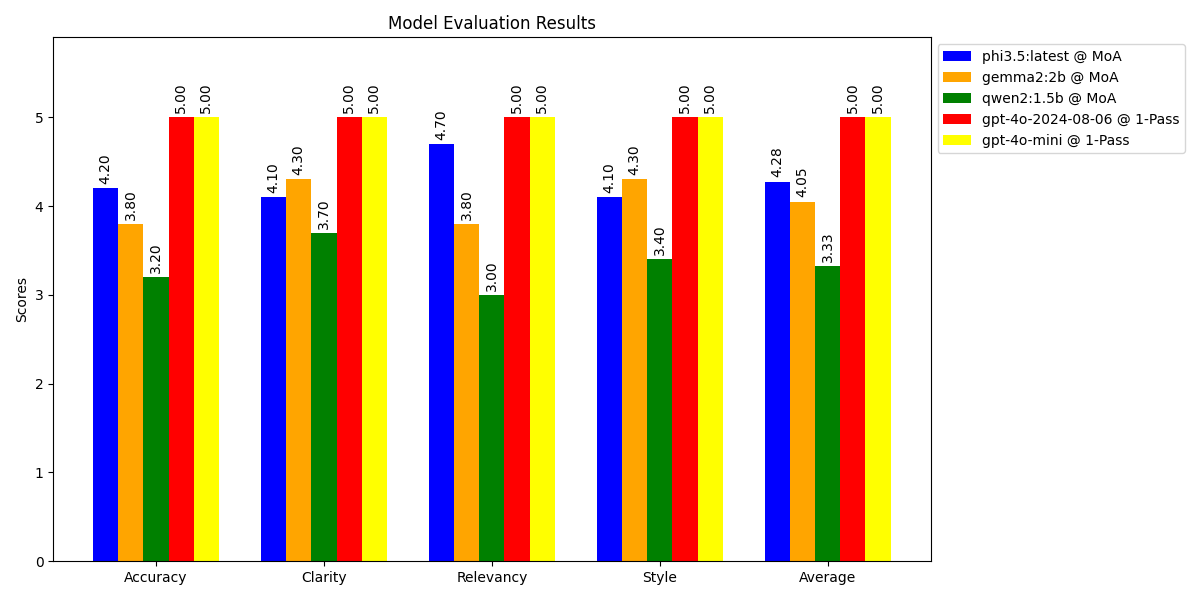 Model Evaluation Results
phi3.5:latest @ MoA
gemma2:2b @ MoA
qwen2:1.5b @ MoA
gpt-4o-2024-08-06 @ 1-Pass
gpt-4o-mini @ 1-Pass
Scores
5
4
3
2
1
0
4.20
3.80
3.20
5.00
5.00
4.10
4.30
3.70
5.00
5.00
4.70
3.80
3.00
5.00
5.00
4.10
4.30
3.40
5.00
5.00
4.28
4.05
3.33
5.00
5.00
Accuracy
Clarity
Relevancy
Style
Average